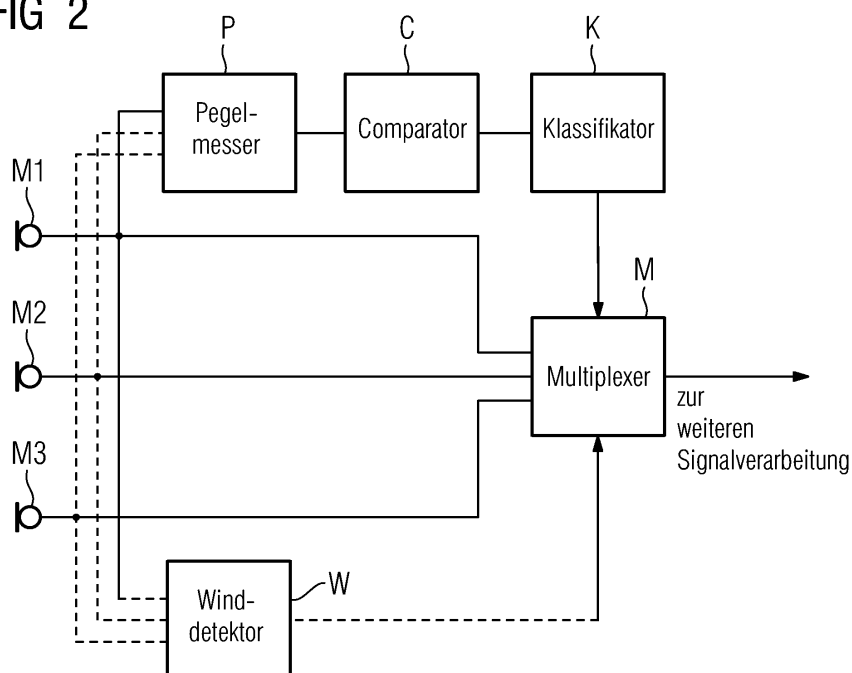 FIG 2
P
C
K
Pegel-
messer
Comparator
Klassifikator
M1
M
M2
Multiplexer
zur
weiteren
Signalverarbeitung
M3
W
Wind-
detektor